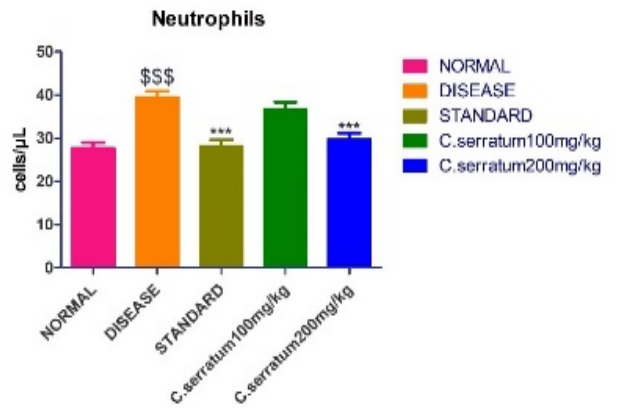 Neutrophils
cells/µL
50
40
30
20
10
0
$$$
***
***
NORMAL
DISEASE
STANDARD
C.serratum100mg/kg
C.serratum200mg/kg
NORMAL
DISEASE
STANDARD
C.serratum100mg/kg
C.serratum200mg/kg